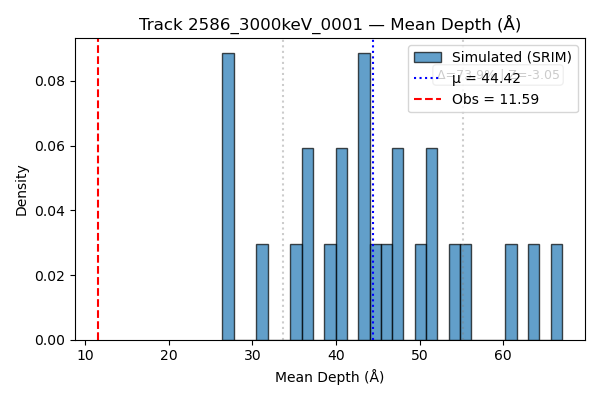 Track 2586_3000keV_0001 — Mean Depth (Å)
Simulated (SRIM)
μ = 44.42
Obs = 11.59
Density
0.08
0.06
0.04
0.02
0.00
10 20 30 40 50 60
Mean Depth (Å)